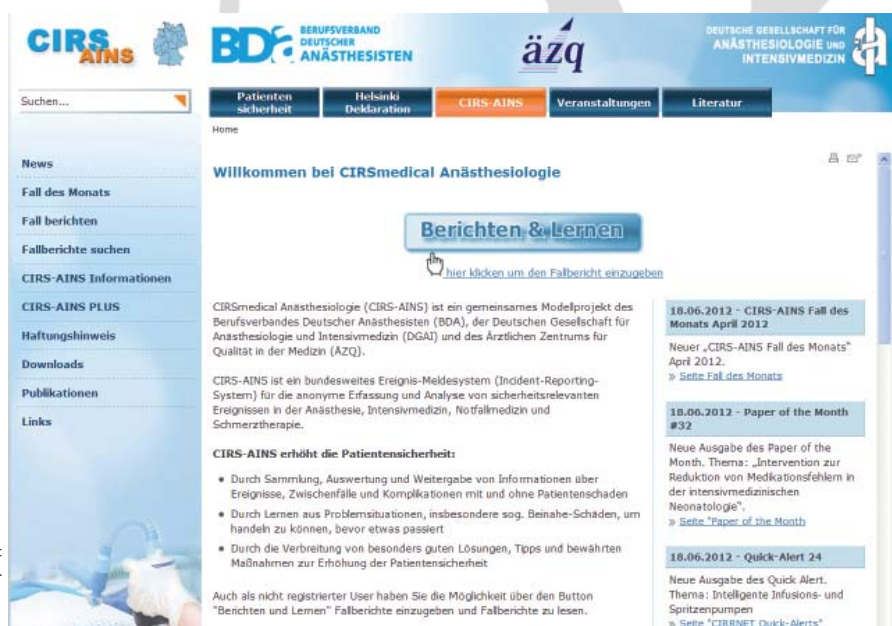 CIRS
AINS
BDA
BERUFSVERBAND
DEUTSCHER
ANÄSTHESISTEN
äzq
DEUTSCHE GESELLSCHAFT FÜR
ANÄSTHESIOLOGIE UND
INTENSIVMEDIZIN
Suchen...
Patienten
sicherheit
Helsinki
Deklaration
CIRS-AINS
Veranstaltungen
Literatur
Home
News
Fall des Monats
Fall berichten
Fallberichte suchen
CIRS-AINS Informationen
CIRS-AINS PLUS
Haftungshinweis
Downloads
Publikationen
Links
Willkommen bei CIRSmedical Anästhesiologie
Berichten & Lernen
hier klicken um den Fallbericht einzugeben
CIRSmedical Anästhesiologie (CIRS-AINS) ist ein gemeinsames Modellprojekt des
Berufsverbandes Deutscher Anästhesisten (BDA), der Deutschen Gesellschaft für
Anästhesiologie und Intensivmedizin (DGAI) und des Ärztlichen Zentrums für
Qualität in der Medizin (ÄZQ).
CIRS-AINS ist ein bundesweites Ereignis-Meldesystem (Incident-Reporting-
System) für die anonyme Erfassung und Analyse von sicherheitsrelevanten
Ereignissen in der Anästhesie, Intensivmedizin, Notfallmedizin und
Schmerztherapie.
CIRS-AINS erhöht die Patientensicherheit:
• Durch Sammlung, Auswertung und Weitergabe von Informationen über
Ereignisse, Zwischenfälle und Komplikationen mit und ohne Patientenschaden
• Durch Lernen aus Problemsituationen, insbesondere sog. Beinahe-Schäden, um
handeln zu können, bevor etwas passiert
• Durch die Verbreitung von besonders guten Lösungen, Tipps und bewährten
Maßnahmen zur Erhöhung der Patientensicherheit
Auch als nicht registrierter User haben Sie die Möglichkeit über den Button
"Berichten und Lernen" Fallberichte einzugeben und Fallberichte zu lesen.
18.06.2012 - CIRS-AINS Fall des
Monats April 2012
Neuer „CIRS-AINS Fall des Monats"
April 2012.
» Seite Fall des Monats
18.06.2012 - Paper of the Month
#32
Neue Ausgabe des Paper of the
Month. Thema: „Intervention zur
Reduktion von Medikationsfehlern in
der intensivmedizinischen
Neonatologie".
» Seite "Paper of the Month
18.06.2012 - Quick-Alert 24
Neue Ausgabe des Quick Alert.
Thema: Intelligente Infusions- und
Spritzenpumpen
» Seite "CIRRNET Quick-Alerts"